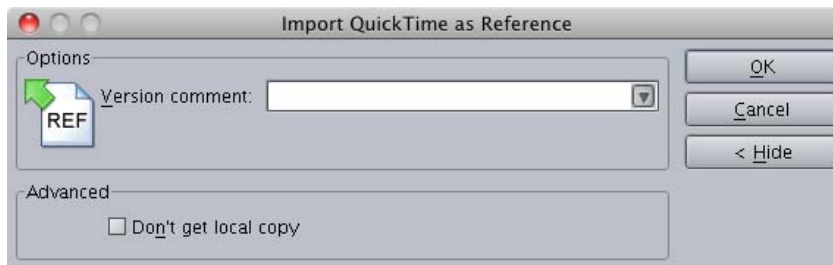 Import QuickTime as Reference
Options
REF
Version comment:
OK
Cancel
< Hide
Advanced
Don't get local copy